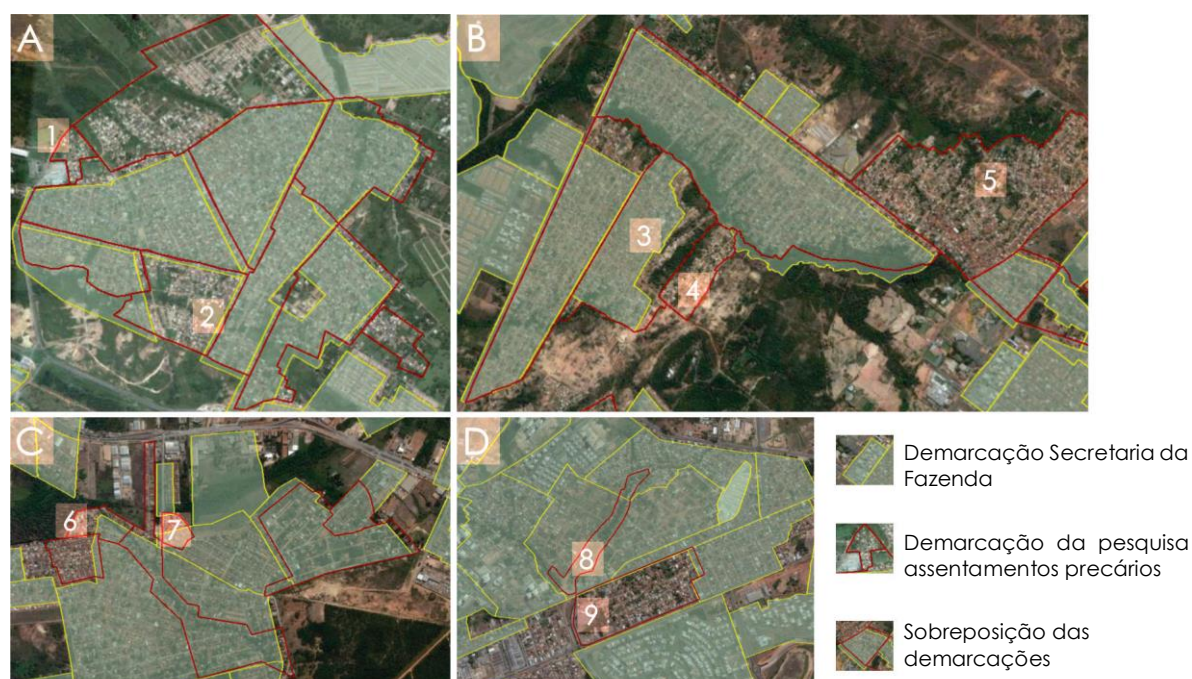 A
B
1
2
3
4
5
C
D
6
7
8
9
Demarcação Secretaria da
Fazenda
Demarcação da pesquisa
assentamentos precários
Sobreposição das
demarcações